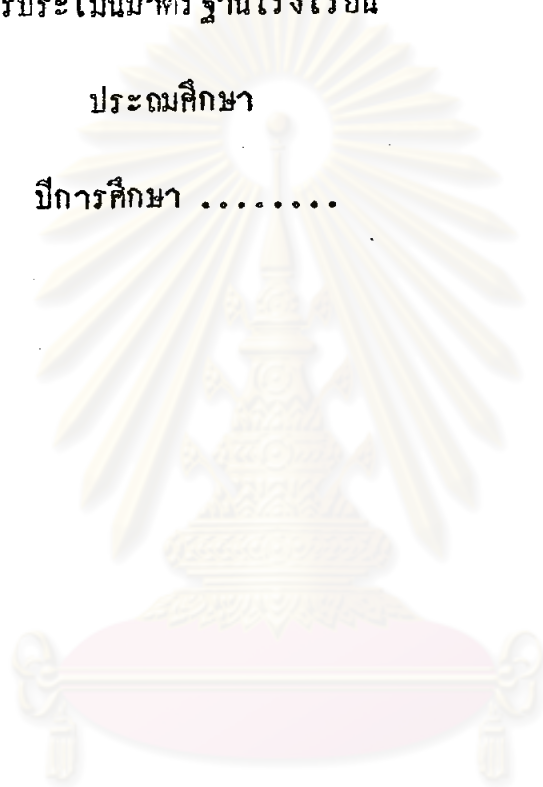 รประเมินมาตรฐานโรงเรียน
ประถมศึกษา
ปีการศึกษา ........